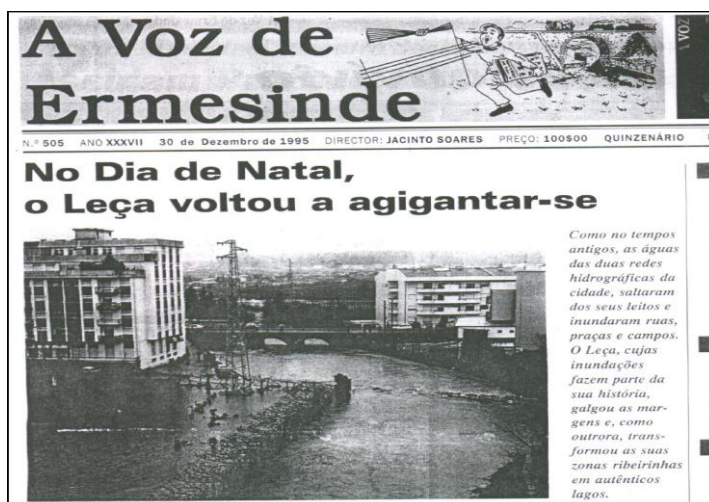 A Voz de
Ermesinde
A VOZ
N.º 505 ANO XXXVII 30 de Dezembro de 1995 DIRECTOR: JACINTO SOARES PREÇO: 100$00 QUINZENÁRIO
No Dia de Natal,
o Leça voltou a agigantar-se
Como no tempos
antigos, as águas
das duas redes
hidrográficas da
cidade, saltaram
dos seus leitos e
inundaram ruas,
praças e campos.
O Leça, cujas
inundações
fazem parte da
sua história,
galgou as mar-
gens e, como
outrora, trans-
formou as suas
zonas ribeirinhas
em autênticos
lagos.